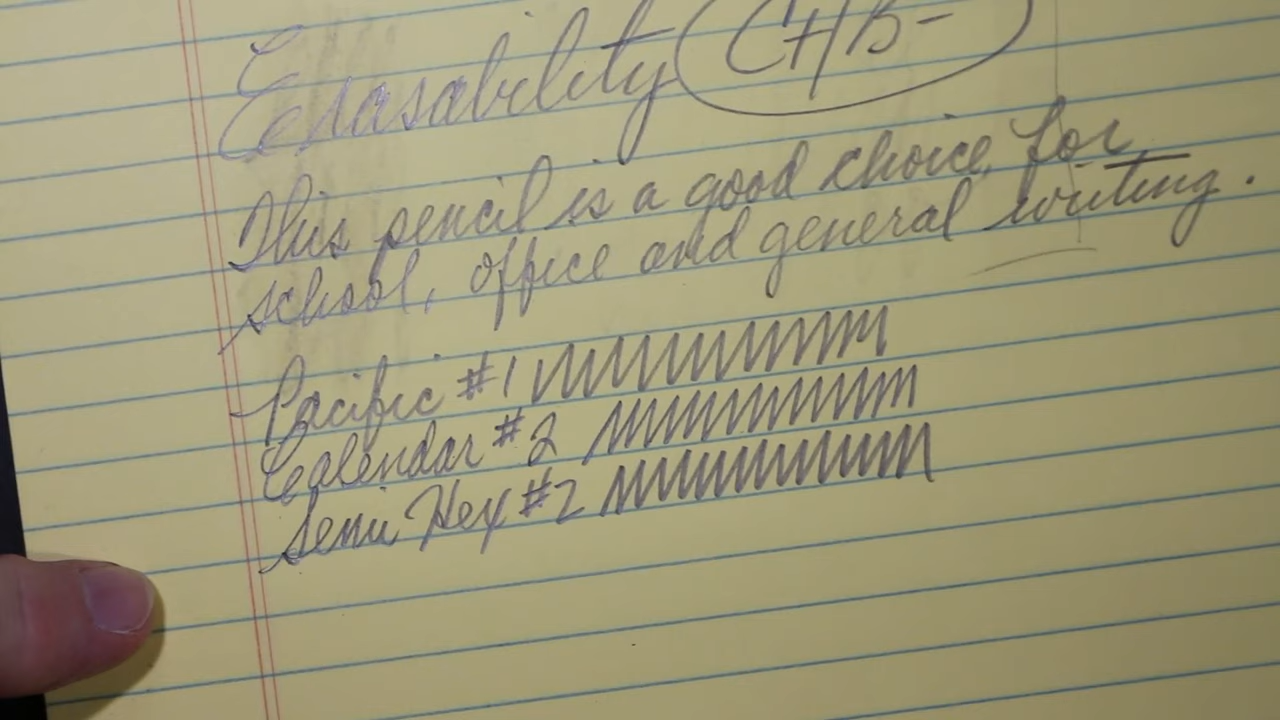 Erasability CHB-
This pencil is a good choice for
school, office and general writing.
Pacific #1
Calendar #2
Semi Hex #2